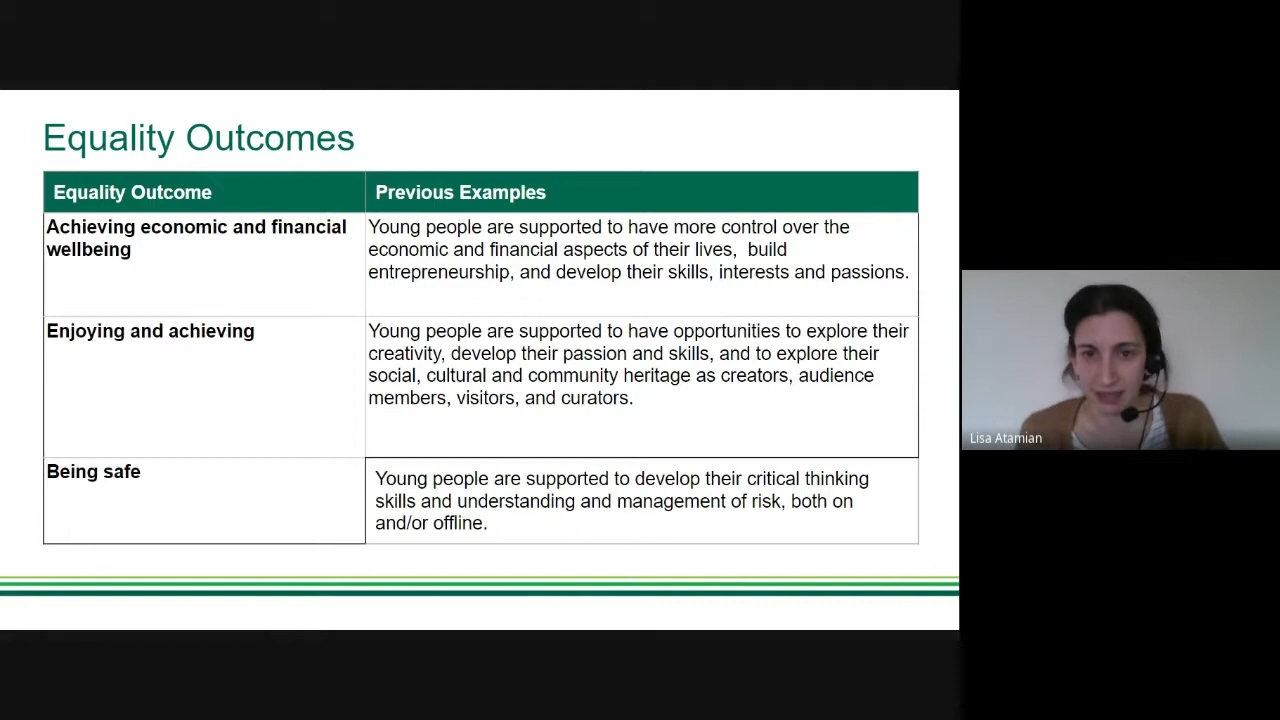 Equality Outcomes
Equality Outcome
Previous Examples
Achieving economic and financial
wellbeing
Young people are supported to have more control over the
economic and financial aspects of their lives,  build
entrepreneurship, and develop their skills, interests and passions.
Enjoying and achieving
Young people are supported to have opportunities to explore their
creativity, develop their passion and skills, and to explore their
social, cultural and community heritage as creators, audience
members, visitors, and curators.
Being safe
Young people are supported to develop their critical thinking
skills and understanding and management of risk, both on
and/or offline.
Lisa Atamian